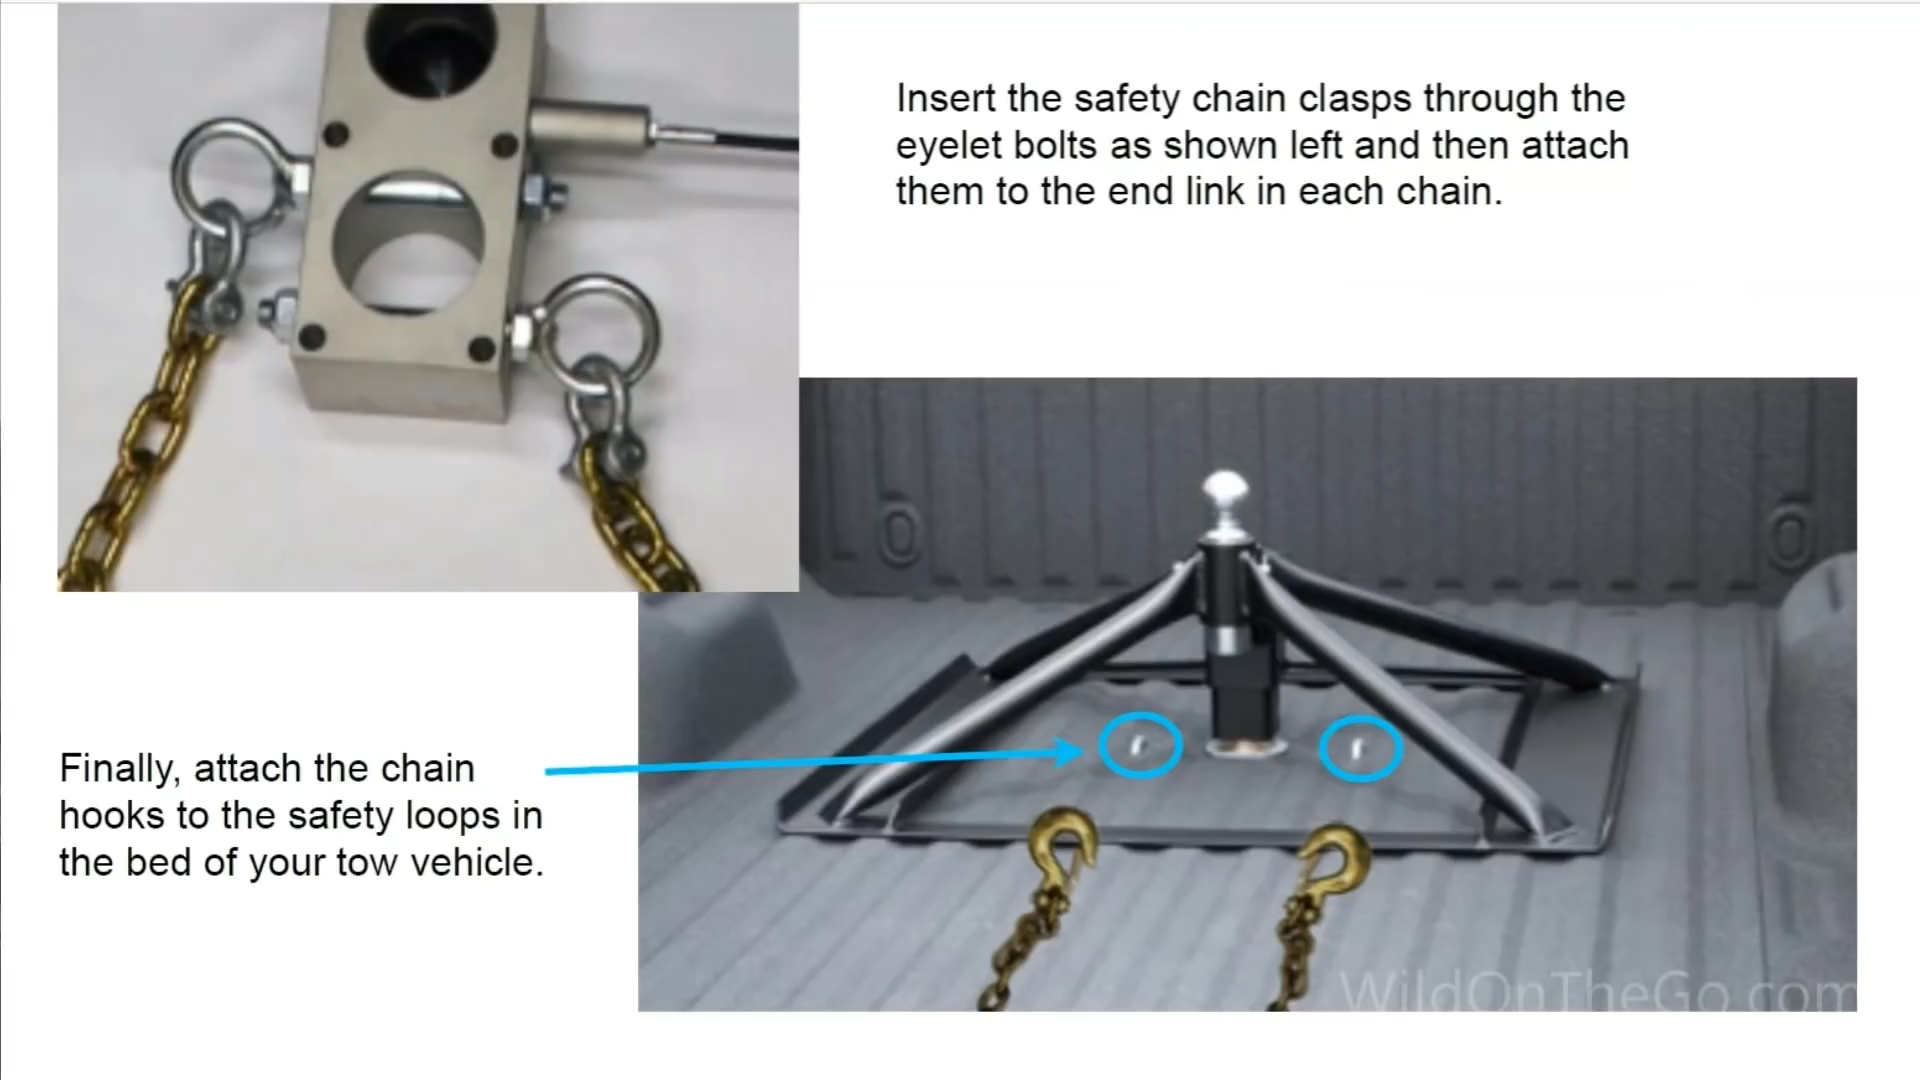 Insert the safety chain clasps through the
eyelet bolts as shown left and then attach
them to the end link in each chain.
Finally, attach the chain
hooks to the safety loops in
the bed of your tow vehicle.
WildOnTheGo.com